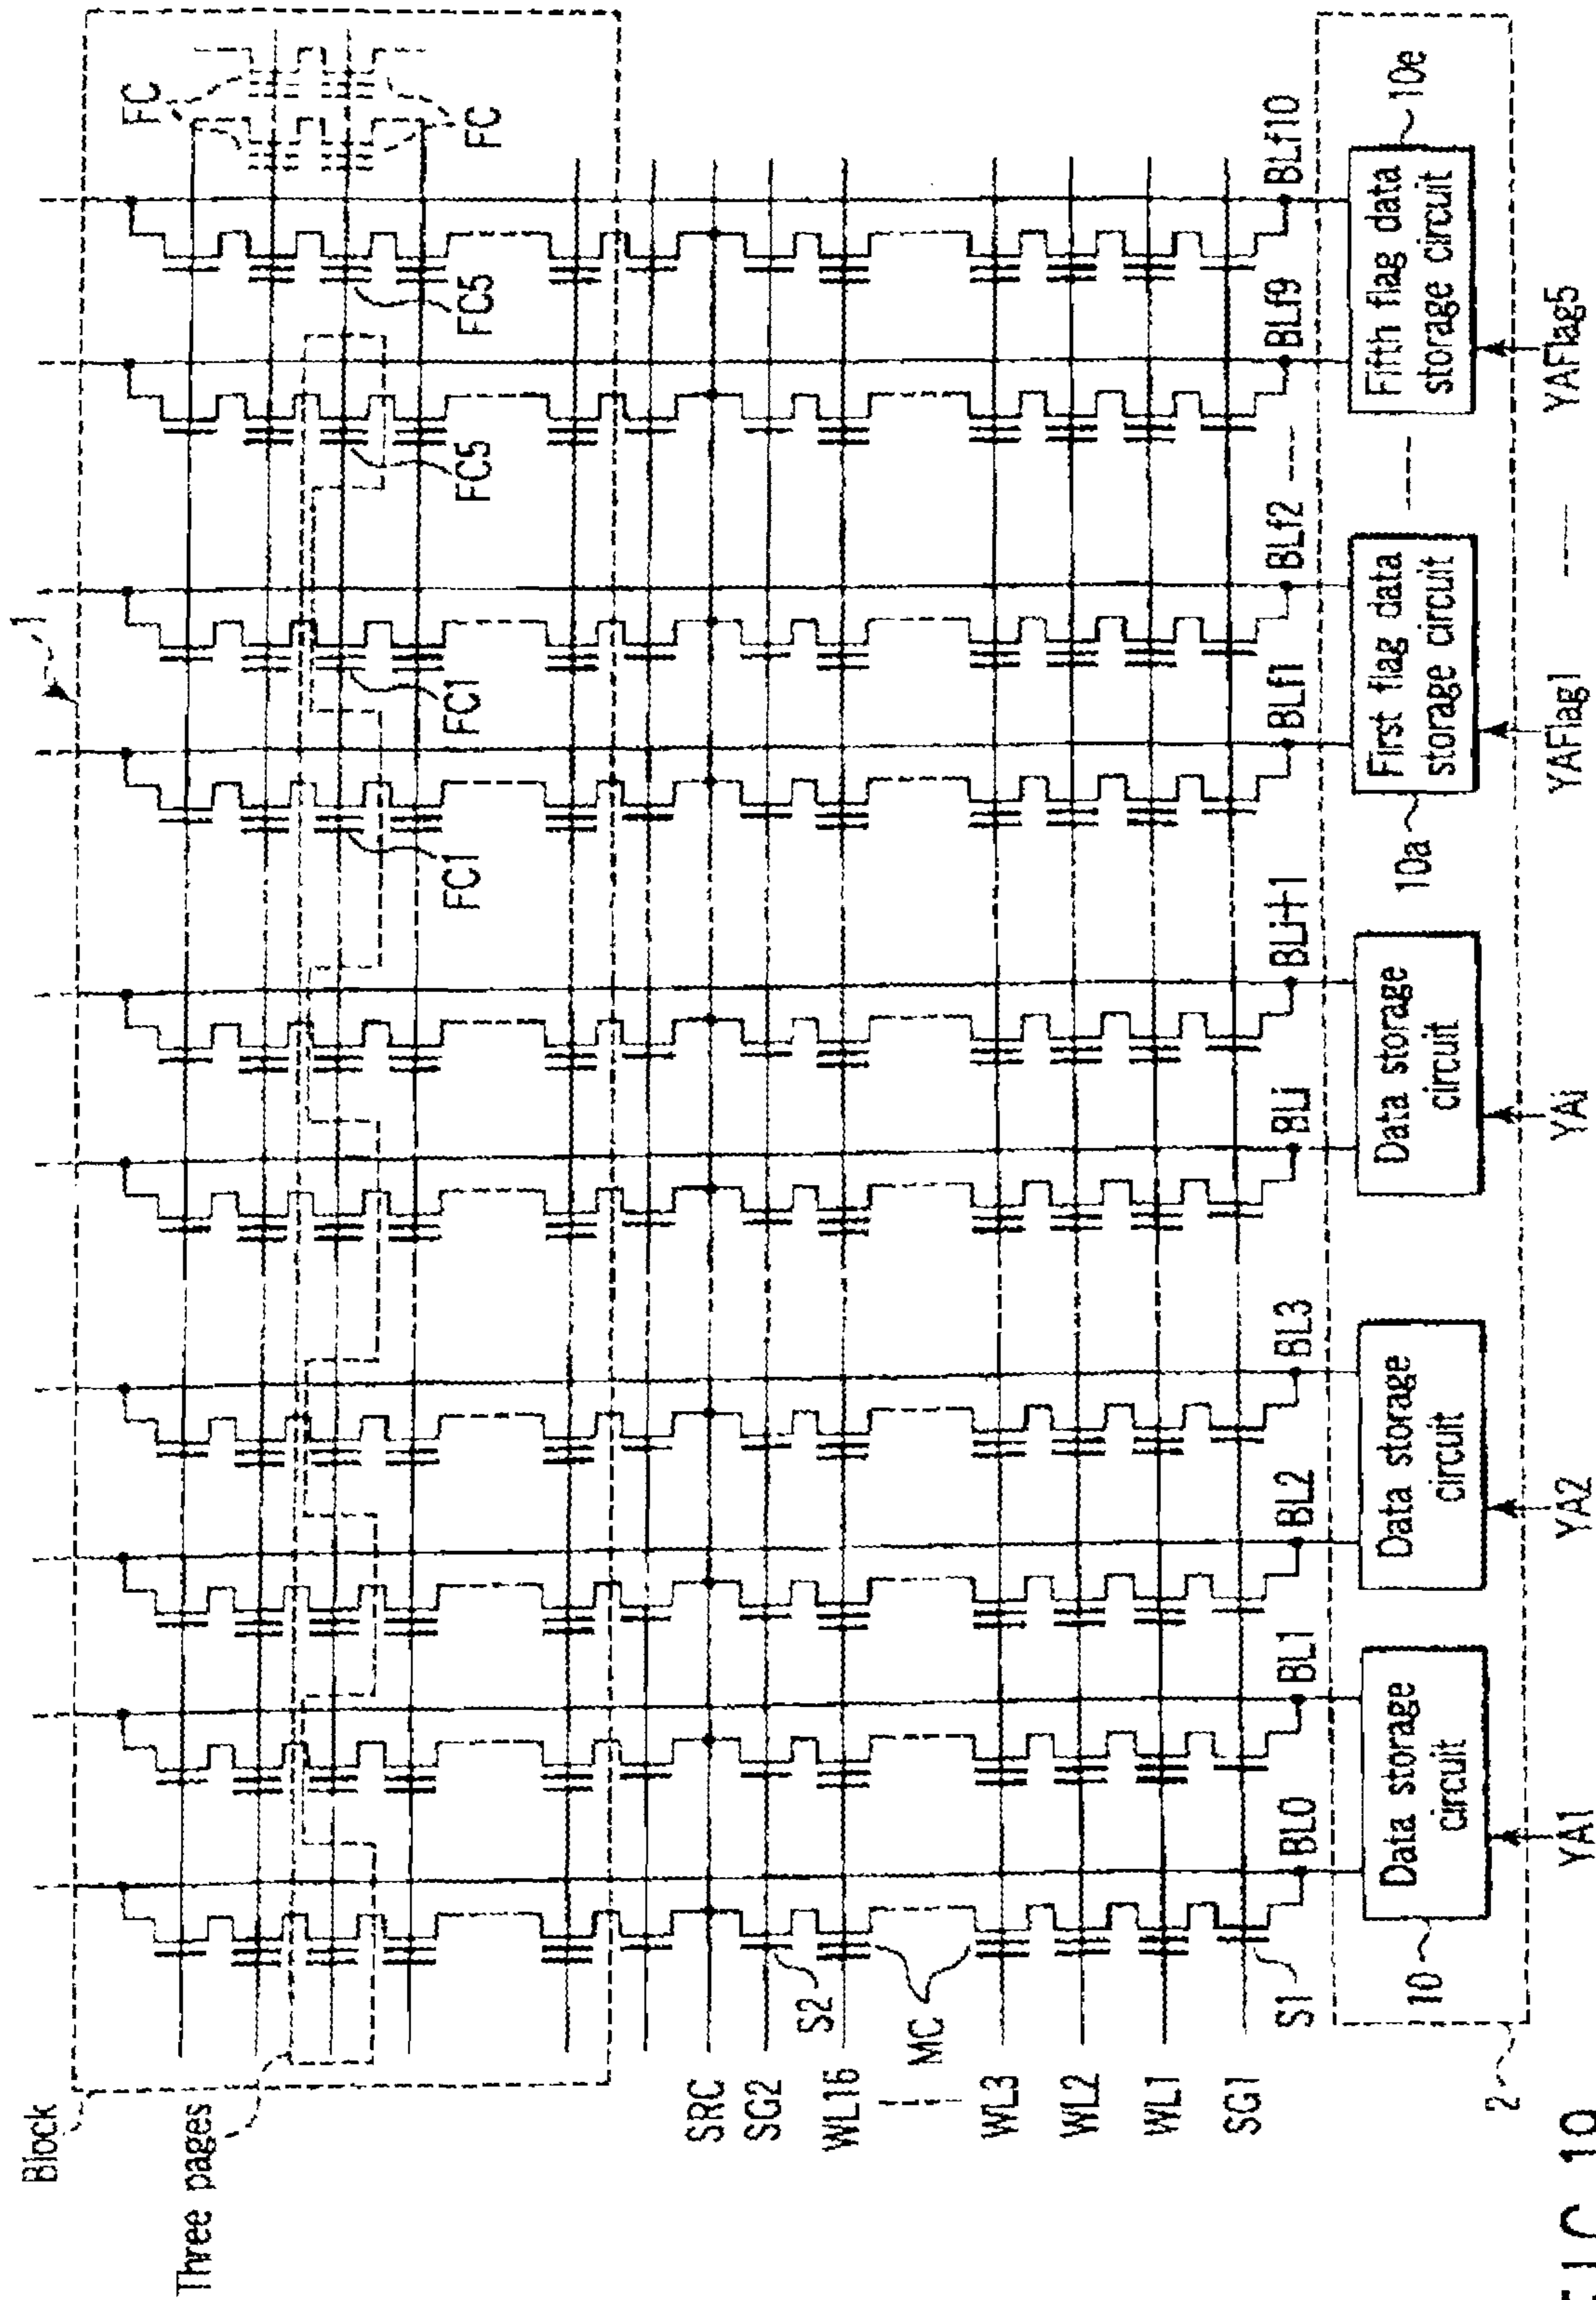 Block
1
Three pages
FC
FC
FC1
FC1
FC5
FC5
SRC
SG2
WL16
MC
WL3
WL2
WL1
SG1
S2
S1
BL0
BL1
BL2
BL3
BLi
BLi+1
BLf1
BLf2
BLf9
BLf10
2
10
Data storage
circuit
Data storage
circuit
Data storage
circuit
10a
First flag data
storage circuit
Fifth flag data
storage circuit
10e
YA1
YA2
YAi
YAFlag1
YAFlag5
FIG. 19